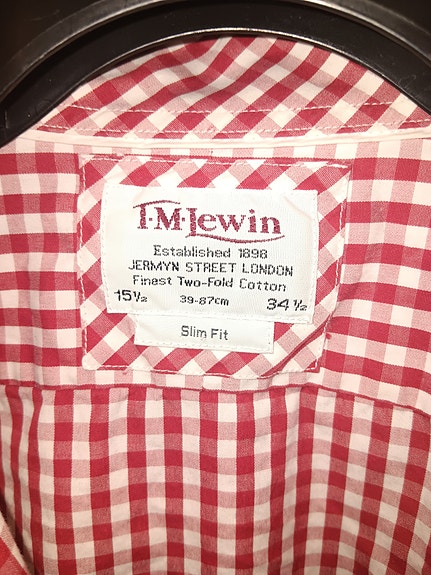 T·M·Lewin
Established 1898
JERMYN STREET LONDON
Finest Two-Fold Cotton
15½ 39-87cm 34½
Slim Fit